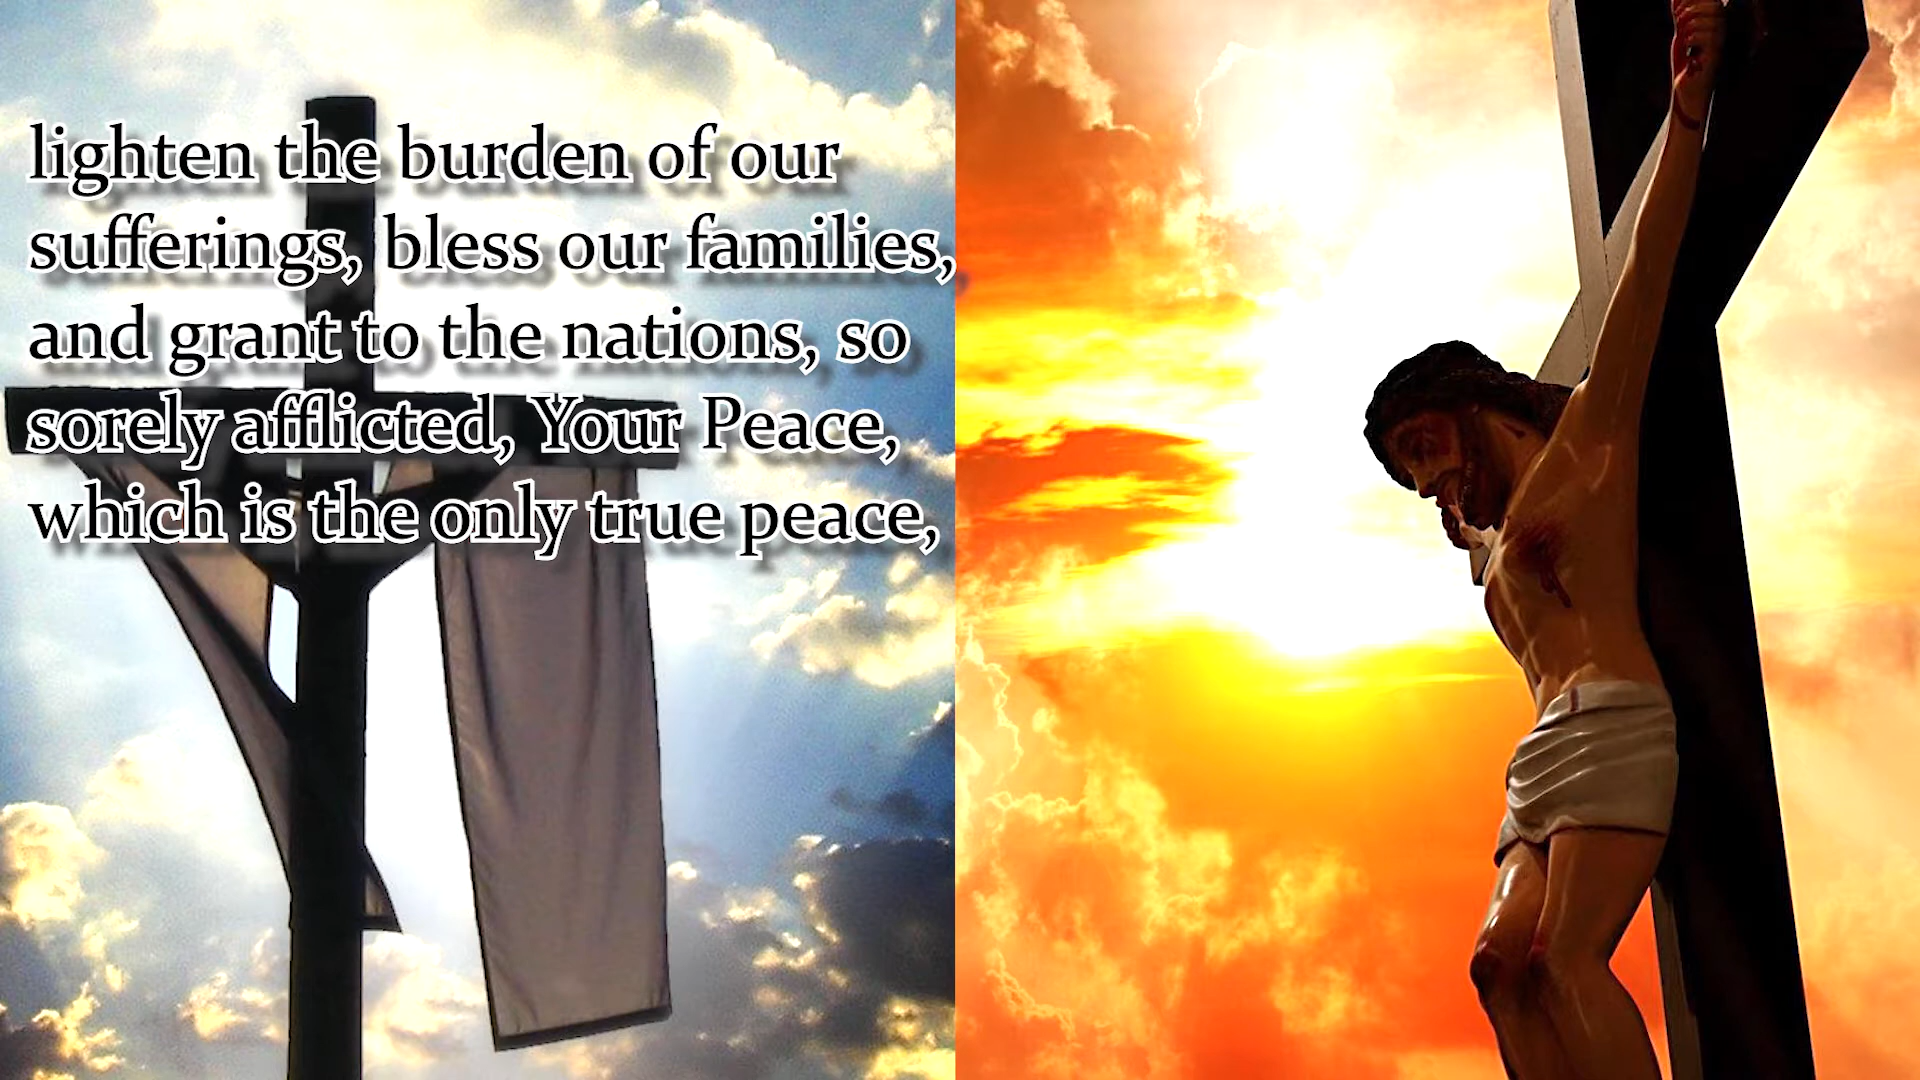 lighten the burden of our
sufferings, bless our families,
and grant to the nations, so
sorely afflicted, Your Peace,
which is the only true peace,